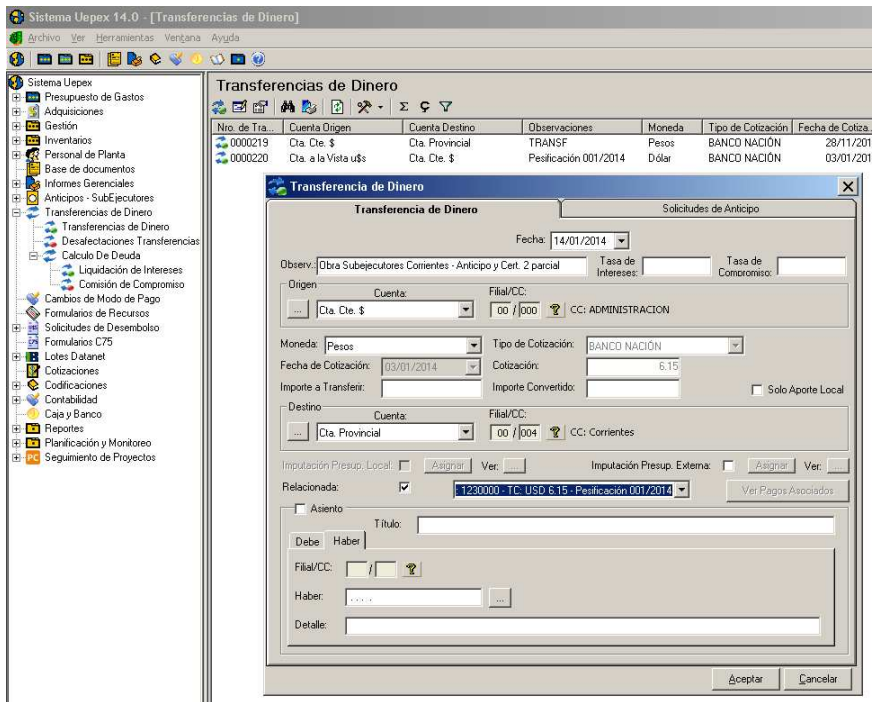 Sistema Uepex 14.0 - [Transferencias de Dinero]
Archivo Ver Herramientas Ventana Ayuda
Sistema Uepex
Presupuesto de Gastos
Adquisiciones
Gestión
Inventarios
Personal de Planta
Base de documentos
Informes Gerenciales
Anticipos - SubEjecutores
Transferencias de Dinero
Transferencias de Dinero
Desafectaciones Transferencias
Calculo De Deuda
Liquidación de Intereses
Comisión de Compromiso
Cambios de Modo de Pago
Formularios de Recursos
Solicitudes de Desembolso
Formularios C75
Lotes Datanet
Cotizaciones
Codificaciones
Contabilidad
Caja y Banco
Reportes
Planificación y Monitoreo
PC Seguimiento de Proyectos
Transferencias de Dinero
Nro. de Tra... Cuenta Origen Cuenta Destino Observaciones Moneda Tipo de Cotización Fecha de Cotiza...
0000219 Cta. Cte. $ Cta. Provincial TRANSF Pesos BANCO NACIÓN 28/11/201
0000220 Cta. a la Vista u$s Cta. Cte. $ Pesificación 001/2014 Dólar BANCO NACIÓN 03/01/201
Transferencia de Dinero
Transferencia de Dinero Solicitudes de Anticipo
Fecha: 14/01/2014
Observ.: Obra Subejecutores Corrientes - Anticipo y Cert. 2 parcial Tasa de Intereses: Tasa de Compromiso:
Origen
Cuenta: Filial/CC:
... Cta. Cte. $ 00 / 000 ? CC: ADMINISTRACION
Moneda: Pesos Tipo de Cotización: BANCO NACIÓN
Fecha de Cotización: 03/01/2014 Cotización: 6.15
Importe a Transferir: Importe Convertido: Solo Aporte Local
Destino
Cuenta: Filial/CC:
... Cta. Provincial 00 / 004 ? CC: Corrientes
Imputación Presup. Local: Asignar Ver: ... Imputación Presup. Externa: Asignar Ver: ...
Relacionada: : 1230000 - TC: USD 6.15 - Pesificación 001/2014 Ver Pagos Asociados
Asiento
Título:
Debe Haber
Filial/CC: / ?
Haber: . . . . ...
Detalle:
Aceptar Cancelar